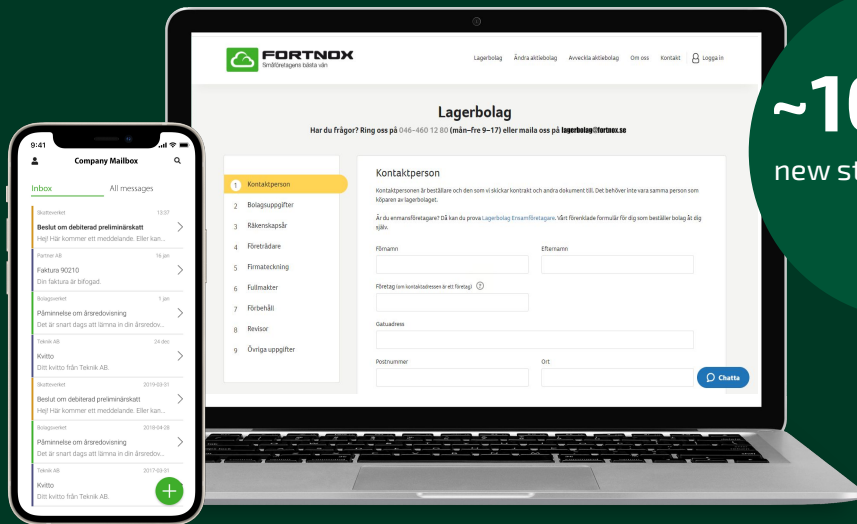 9:41
Company Mailbox
Inbox
All messages
Skatteverket
13:37
Beslut om debiterad preliminärskatt
Hej! Här kommer ett meddelande. Eller kan...
Partner AB
16 jan
Faktura 90210
Din faktura är bifogad.
Bolagsverket
1 jan
Påminnelse om årsredovisning
Det är snart dags att lämna in din årsredov...
Teknik AB
24 dec
Kvitto
Ditt kvitto från Teknik AB.
Skatteverket
2019-03-31
Beslut om debiterad preliminärskatt
Hej! Här kommer ett meddelande. Eller kan...
Bolagsverket
2018-04-28
Påminnelse om årsredovisning
Det är snart dags att lämna in din årsredov...
Teknik AB
2017-03-31
Kvitto
Ditt kvitto från Teknik AB.
FORTNOX
Småföretagens bästa vän
Lagerbolag Ändra aktiebolag Avveckla aktiebolag Om oss Kontakt Logga in
Lagerbolag
Har du frågor? Ring oss på 046-460 12 80 (mån–fre 9–17) eller maila oss på lagerbolag@fortnox.se
1 Kontaktperson
2 Bolagsuppgifter
3 Räkenskapsår
4 Företrädare
5 Firmateckning
6 Fullmakter
7 Förbehåll
8 Revisor
9 Övriga uppgifter
Kontaktperson
Kontaktpersonen är beställare och den som vi skickar kontrakt och andra dokument till. Det behöver inte vara samma person som
köparen av lagerbolaget.
Är du enmansföretagare? Då kan du prova Lagerbolag Ensamföretagare. Vårt förenklade formulär för dig som beställer bolag åt dig
själv.
Förnamn
Efternamn
Företag (om kontaktadressen är ett företag) ?
Gatuadress
Postnummer
Ort
Chatta
~10
new st